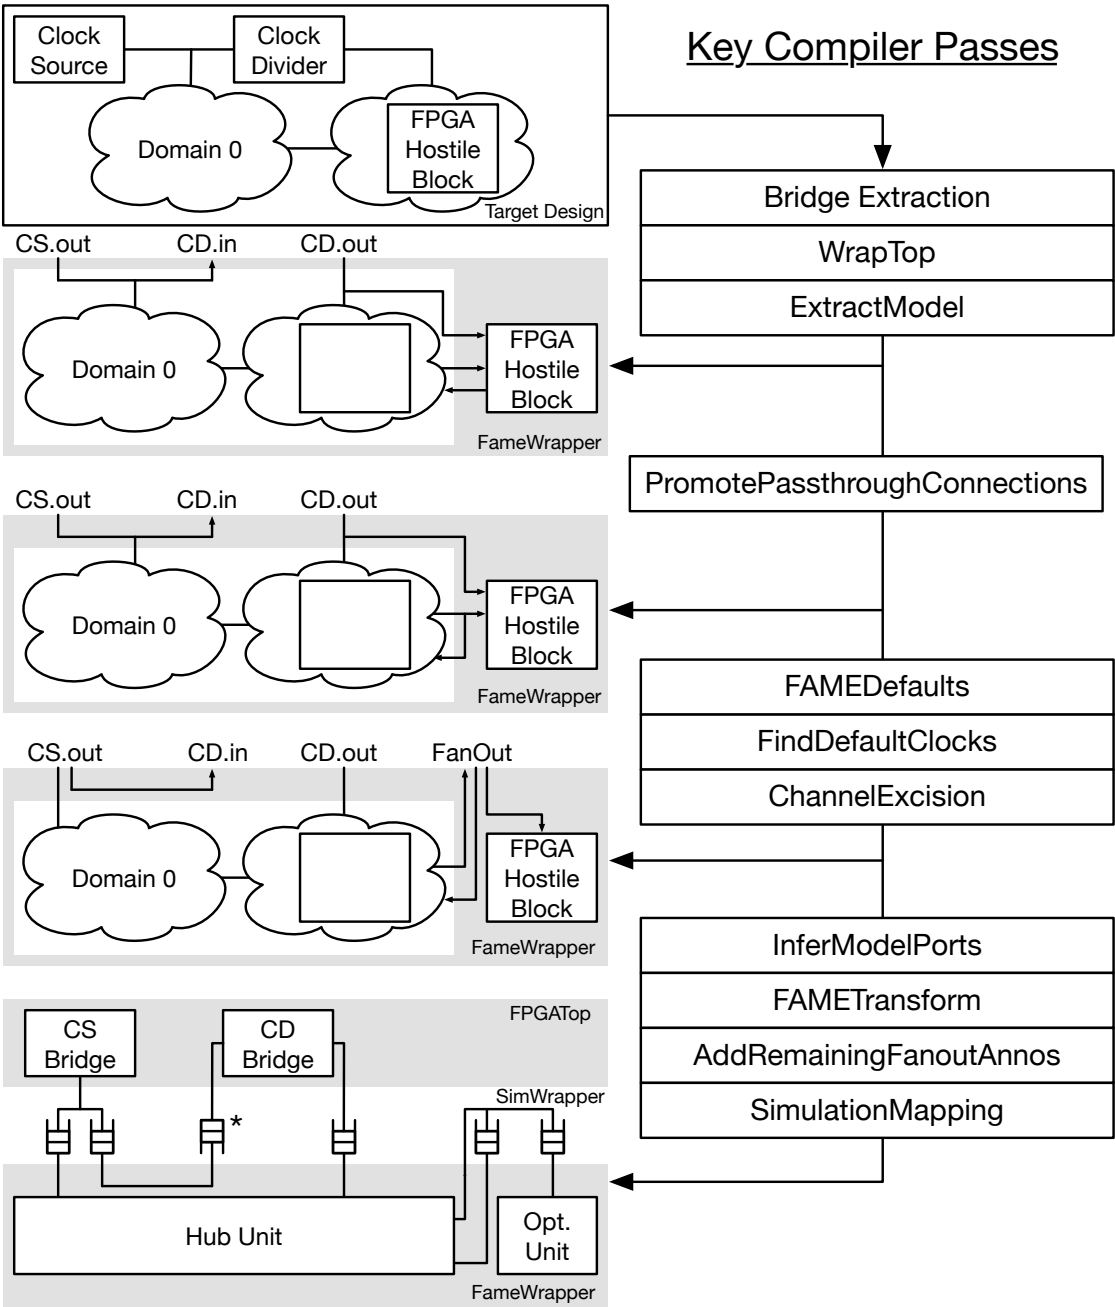 Key Compiler Passes
Clock
Source
Clock
Divider
Domain 0
FPGA
Hostile
Block
Target Design
CS.out
CD.in
CD.out
Domain 0
FPGA
Hostile
Block
FameWrapper
CS.out
CD.in
CD.out
Domain 0
FPGA
Hostile
Block
FameWrapper
CS.out
CD.in
CD.out
FanOut
Domain 0
FPGA
Hostile
Block
FameWrapper
FPGATop
CS
Bridge
CD
Bridge
SimWrapper
*
Hub Unit
Opt.
Unit
FameWrapper
Bridge Extraction
WrapTop
ExtractModel
PromotePassthroughConnections
FAMEDefaults
FindDefaultClocks
ChannelExcision
InferModelPorts
FAMETransform
AddRemainingFanoutAnnos
SimulationMapping